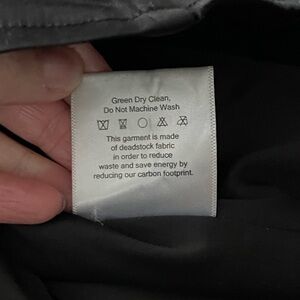 Green Dry Clean,
Do Not Machine Wash
This garment is made
of deadstock fabric
in order to reduce
waste and save energy by
reducing our carbon footprint.